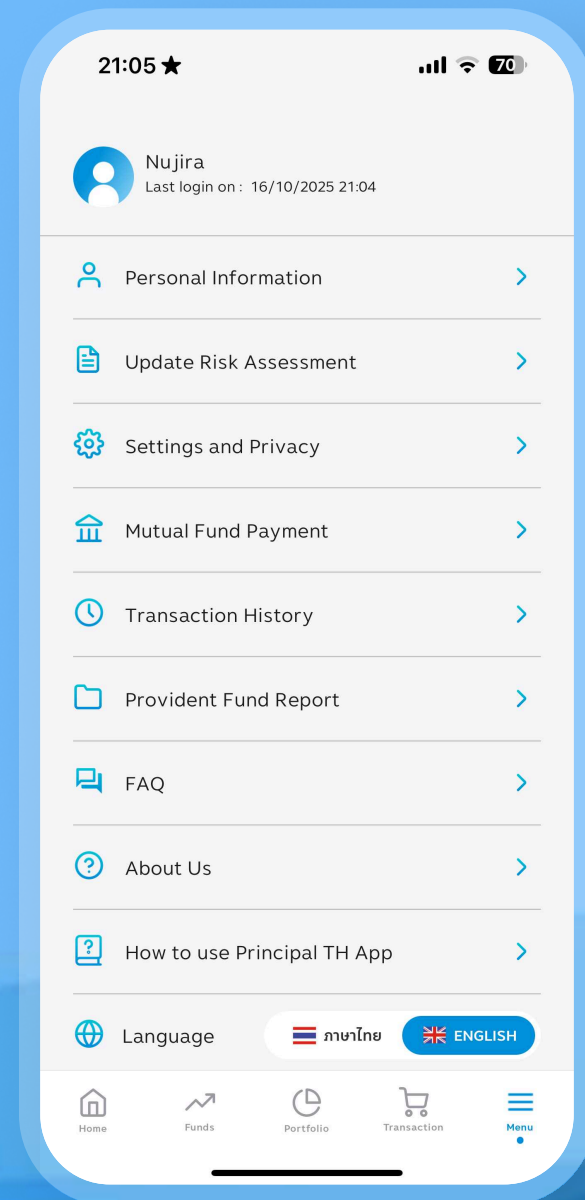 21:05
70
Nujira
Last login on : 16/10/2025 21:04
Personal Information
Update Risk Assessment
Settings and Privacy
Mutual Fund Payment
Transaction History
Provident Fund Report
FAQ
About Us
How to use Principal TH App
Language ภาษาไทย ENGLISH
Home Funds Portfolio Transaction Menu